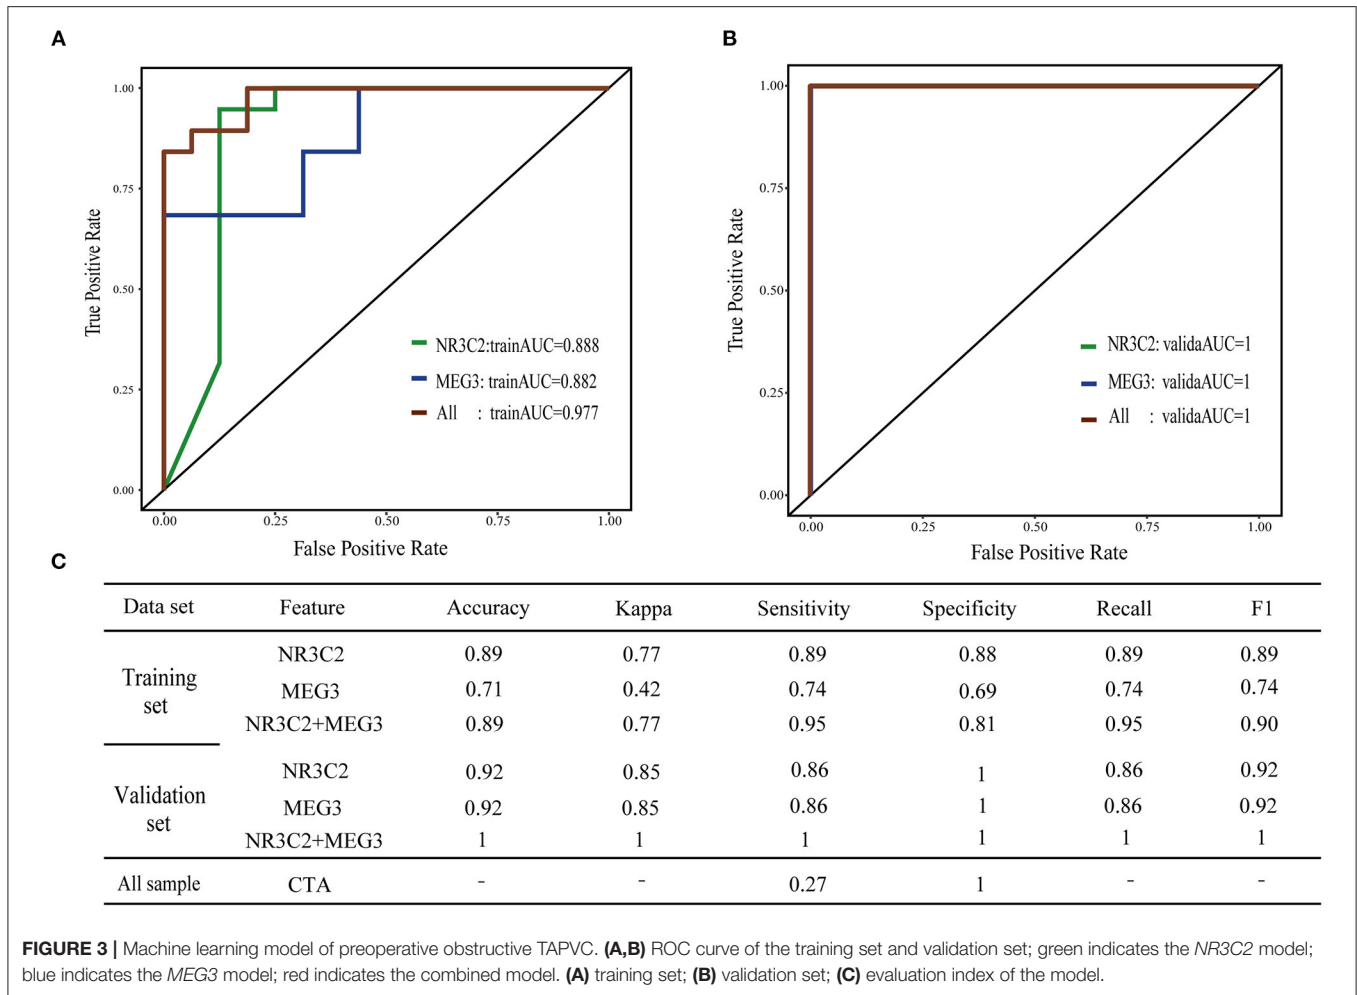 A
1.00
0.75
0.50
0.25
0.00
0.00 0.25 0.50 0.75 1.00
True Positive Rate
False Positive Rate
NR3C2:trainAUC=0.888
MEG3: trainAUC=0.882
All : trainAUC=0.977
B
1.00
0.75
0.50
0.25
0.00
0.00 0.25 0.50 0.75 1.00
True Positive Rate
False Positive Rate
NR3C2: validaAUC=1
MEG3: validaAUC=1
All : validaAUC=1
C
Data set Feature Accuracy Kappa Sensitivity Specificity Recall F1
Training set
NR3C2 0.89 0.77 0.89 0.88 0.89 0.89
MEG3 0.71 0.42 0.74 0.69 0.74 0.74
NR3C2+MEG3 0.89 0.77 0.95 0.81 0.95 0.90
Validation set
NR3C2 0.92 0.85 0.86 1 0.86 0.92
MEG3 0.92 0.85 0.86 1 0.86 0.92
NR3C2+MEG3 1 1 1 1 1 1
All sample CTA - - 0.27 1 - -
FIGURE 3 | Machine learning model of preoperative obstructive TAPVC. (A,B) ROC curve of the training set and validation set; green indicates the NR3C2 model;
blue indicates the MEG3 model; red indicates the combined model. (A) training set; (B) validation set; (C) evaluation index of the model.